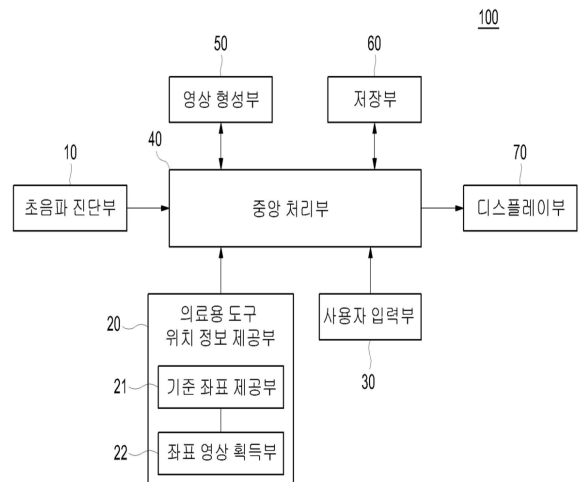 100
50
60
영상 형성부
저장부
40
10
70
초음파 진단부
중앙 처리부
디스플레이부
20
의료용 도구
위치 정보 제공부
사용자 입력부
30
21
기준 좌표 제공부
22
좌표 영상 획득부